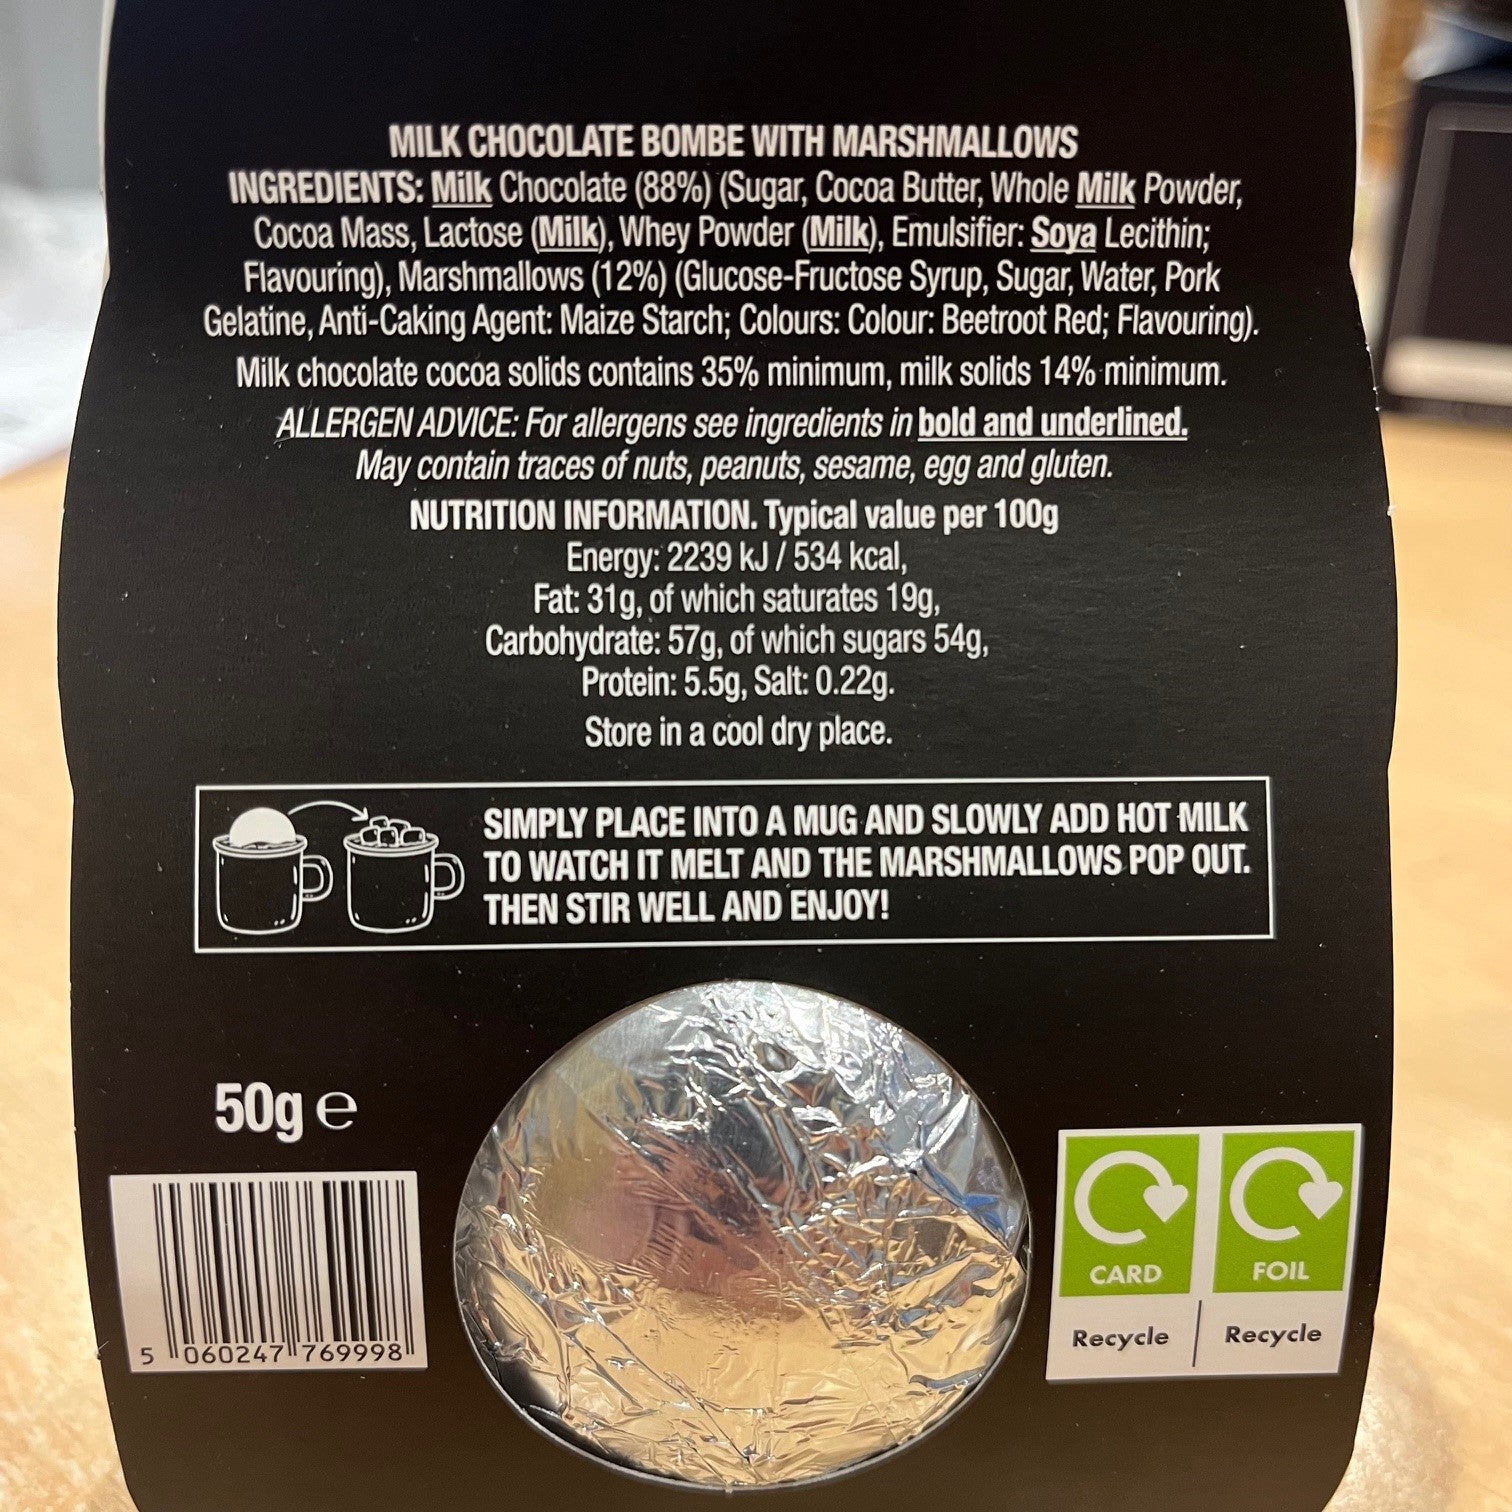 MILK CHOCOLATE BOMBE WITH MARSHMALLOWS
INGREDIENTS: Milk Chocolate (88%) (Sugar, Cocoa Butter, Whole Milk Powder,
Cocoa Mass, Lactose (Milk), Whey Powder (Milk), Emulsifier: Soya Lecithin;
Flavouring), Marshmallows (12%) (Glucose-Fructose Syrup, Sugar, Water, Pork
Gelatine, Anti-Caking Agent: Maize Starch; Colours: Colour: Beetroot Red; Flavouring).
Milk chocolate cocoa solids contains 35% minimum, milk solids 14% minimum.
ALLERGEN ADVICE: For allergens see ingredients in bold and underlined.
May contain traces of nuts, peanuts, sesame, egg and gluten.
NUTRITION INFORMATION. Typical value per 100g
Energy: 2239 kJ / 534 kcal,
Fat: 31g, of which saturates 19g,
Carbohydrate: 57g, of which sugars 54g,
Protein: 5.5g, Salt: 0.22g.
Store in a cool dry place.
SIMPLY PLACE INTO A MUG AND SLOWLY ADD HOT MILK
TO WATCH IT MELT AND THE MARSHMALLOWS POP OUT.
THEN STIR WELL AND ENJOY!
50g e
5 060247 769998
CARD
Recycle
FOIL
Recycle